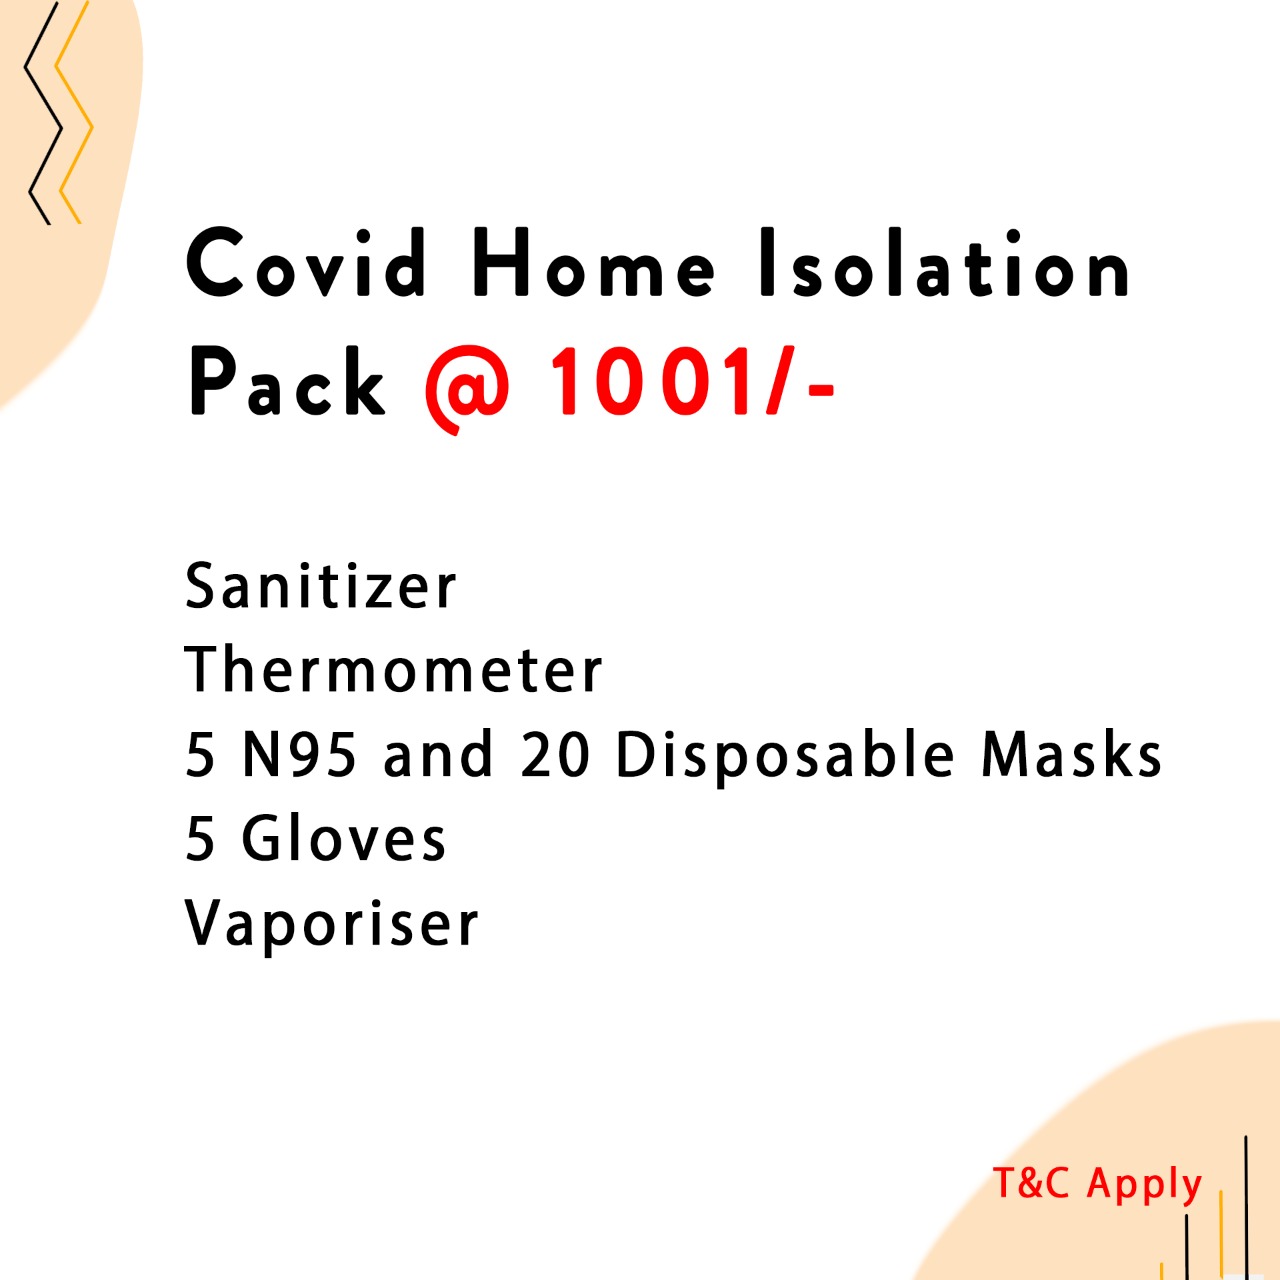 Covid Home Isolation
Pack @ 1001/-
Sanitizer
Thermometer
5 N95 and 20 Disposable Masks
5 Gloves
Vaporiser
T&C Apply